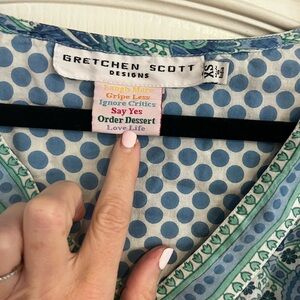 GRETCHEN SCOTT
DESIGNS
XS
Laugh More
Gripe Less
Ignore Critics
Say Yes
Order Dessert
Love Life